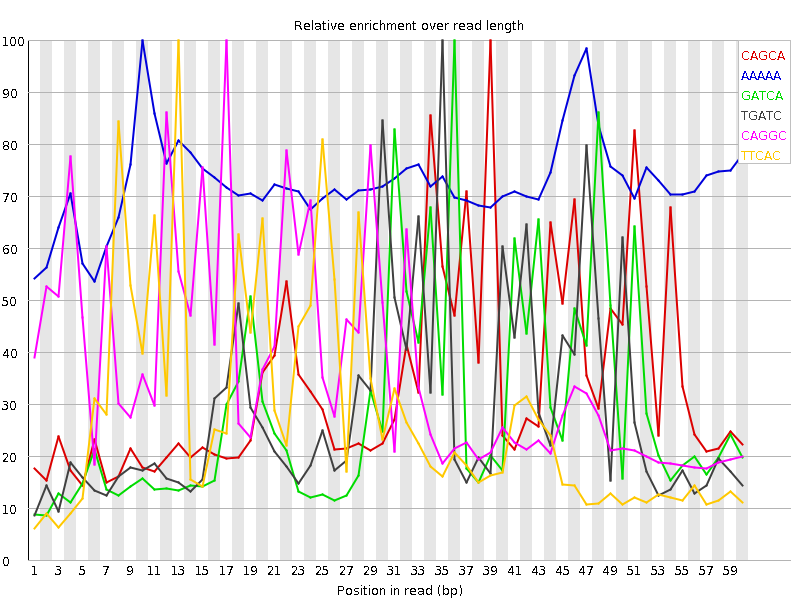 Relative enrichment over read length
100
90
80
70
60
50
40
30
20
10
0
CAGCA
AAAAA
GATCA
TGATC
CAGGC
TTCAC
1 3 5 7 9 11 13 15 17 19 21 23 25 27 29 31 33 35 37 39 41 43 45 47 49 51 53 55 57 59
Position in read (bp)